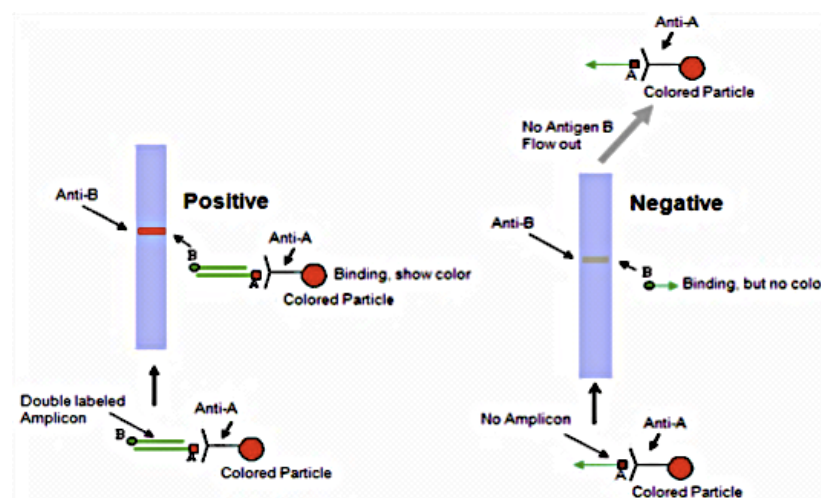 Anti-A
A
Colored Particle
No Antigen B
Flow out
Anti-B
Positive
Anti-A
B
A
Binding, show color
Colored Particle
Negative
Anti-B
B
Binding, but no colo
Double labeled
Amplicon
Anti-A
B
A
Colored Particle
No Amplicon
Anti-A
A
Colored Particle